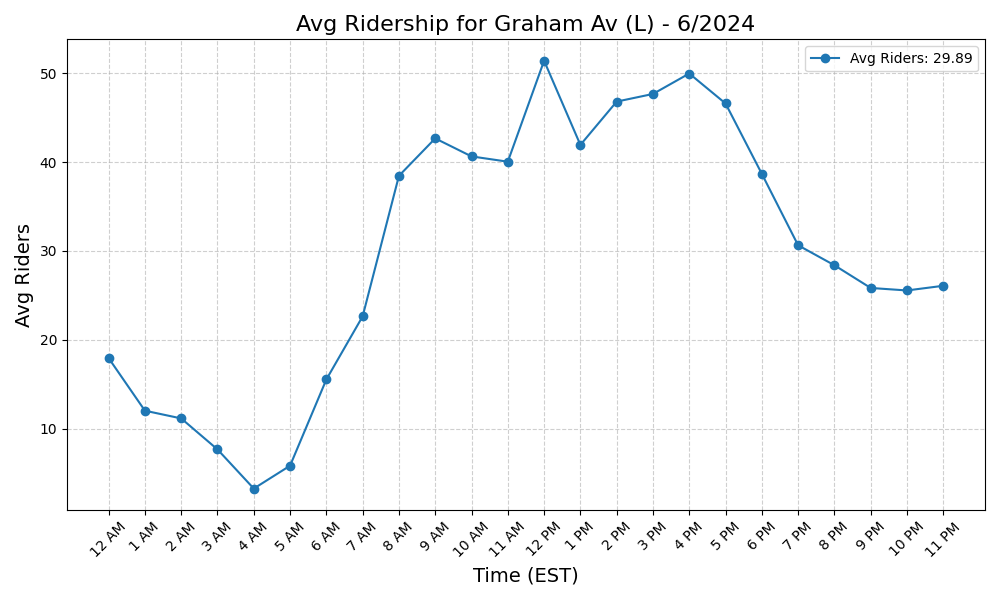 Avg Ridership for Graham Av (L) - 6/2024
Avg Riders: 29.89
Avg Riders
50
40
30
20
10
12 AM
1 AM
2 AM
3 AM
4 AM
5 AM
6 AM
7 AM
8 AM
9 AM
10 AM
11 AM
12 PM
1 PM
2 PM
3 PM
4 PM
5 PM
6 PM
7 PM
8 PM
9 PM
10 PM
11 PM
Time (EST)